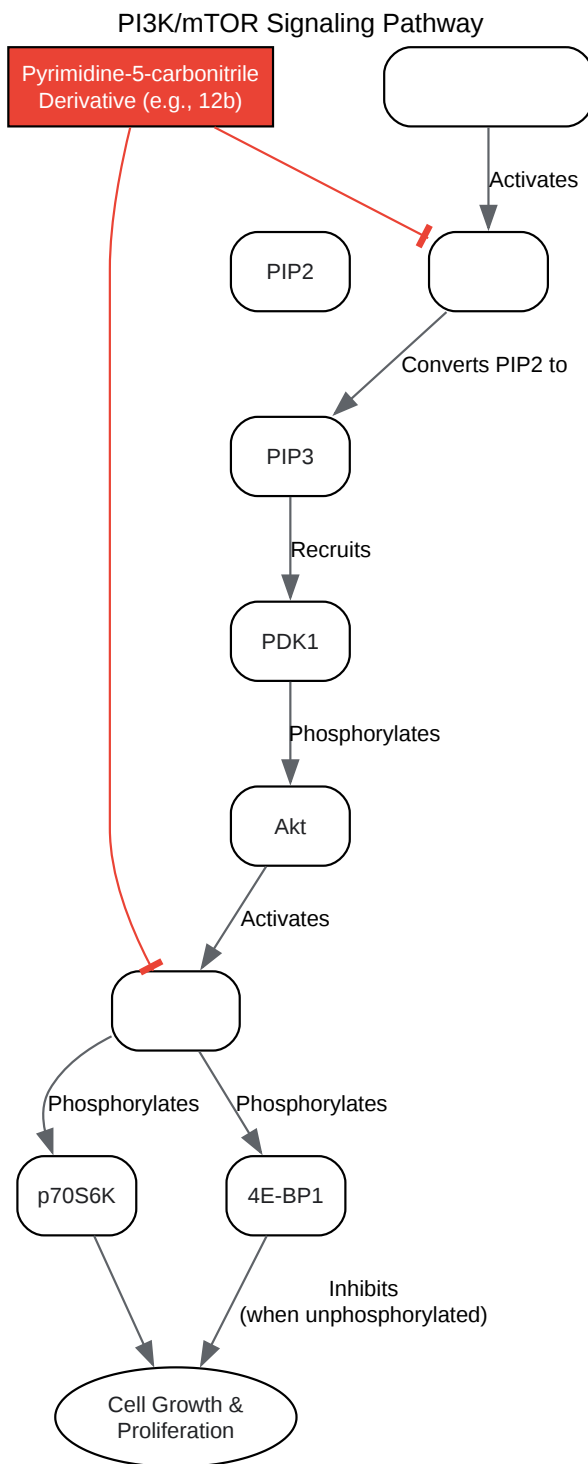 PI3K/mTOR Signaling Pathway
Pyrimidine-5-carbonitrile
Derivative (e.g., 12b)
Activates
PIP2
Converts PIP2 to
PIP3
Recruits
PDK1
Phosphorylates
Akt
Activates
Phosphorylates
Phosphorylates
p70S6K
4E-BP1
Inhibits
(when unphosphorylated)
Cell Growth &
Proliferation